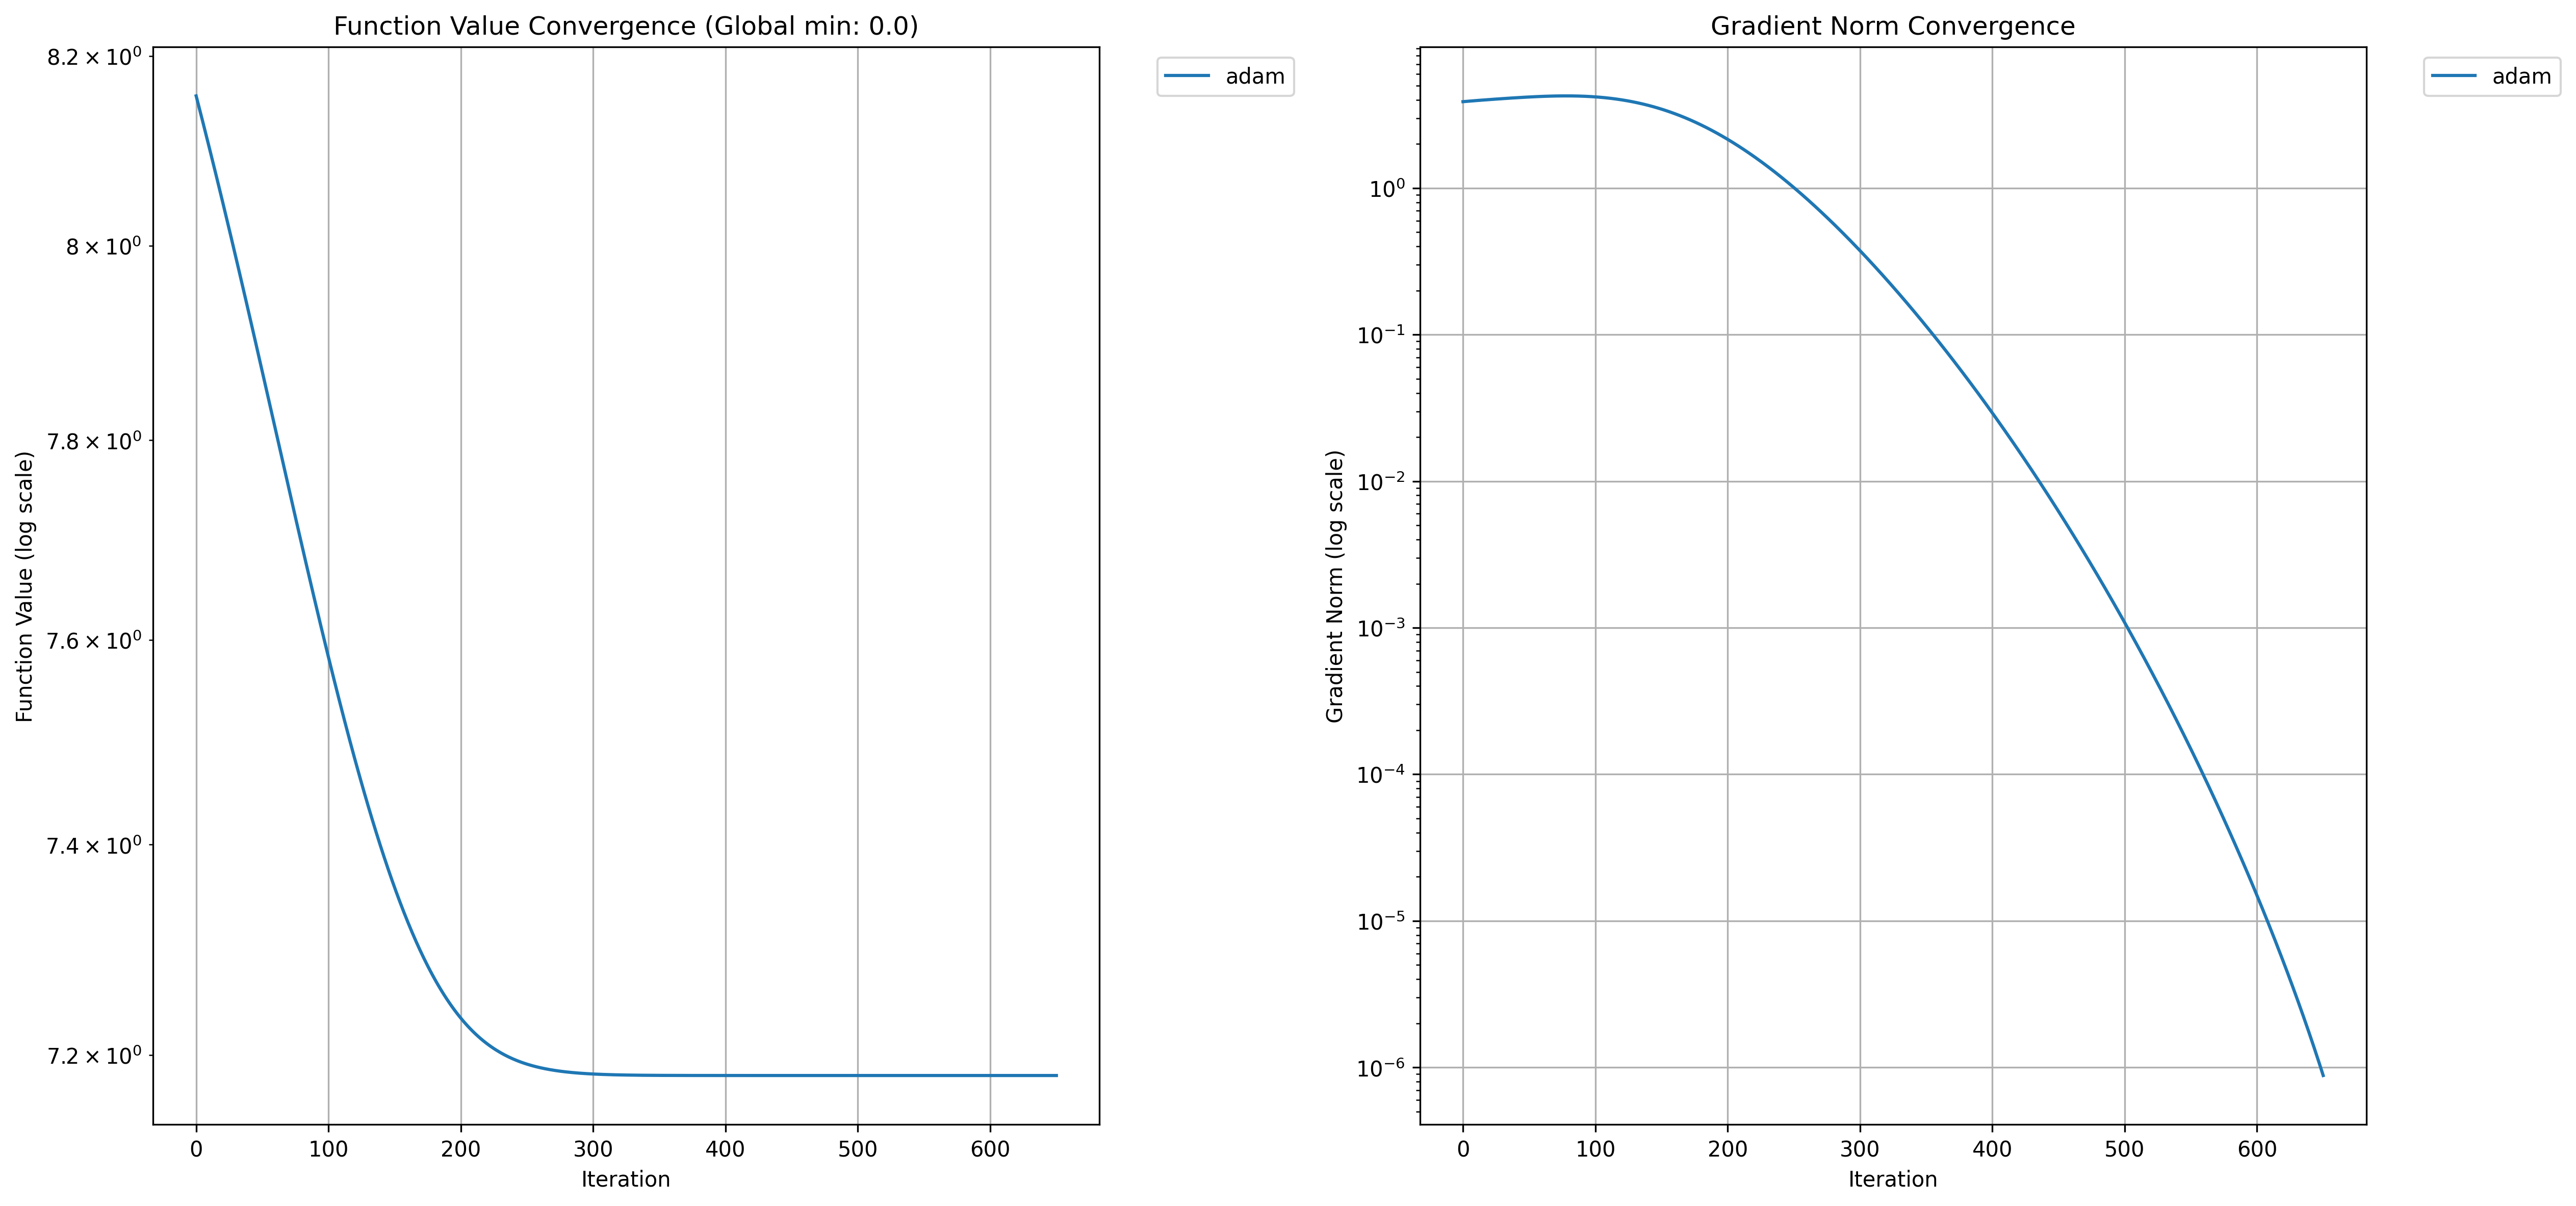 Function Value Convergence (Global min: 0.0)
8.2 × 10⁰
8 × 10⁰
7.8 × 10⁰
7.6 × 10⁰
7.4 × 10⁰
7.2 × 10⁰
Function Value (log scale)
0 100 200 300 400 500 600
Iteration
adam
Gradient Norm Convergence
10⁰
10⁻¹
10⁻²
10⁻³
10⁻⁴
10⁻⁵
10⁻⁶
Gradient Norm (log scale)
0 100 200 300 400 500 600
Iteration
adam